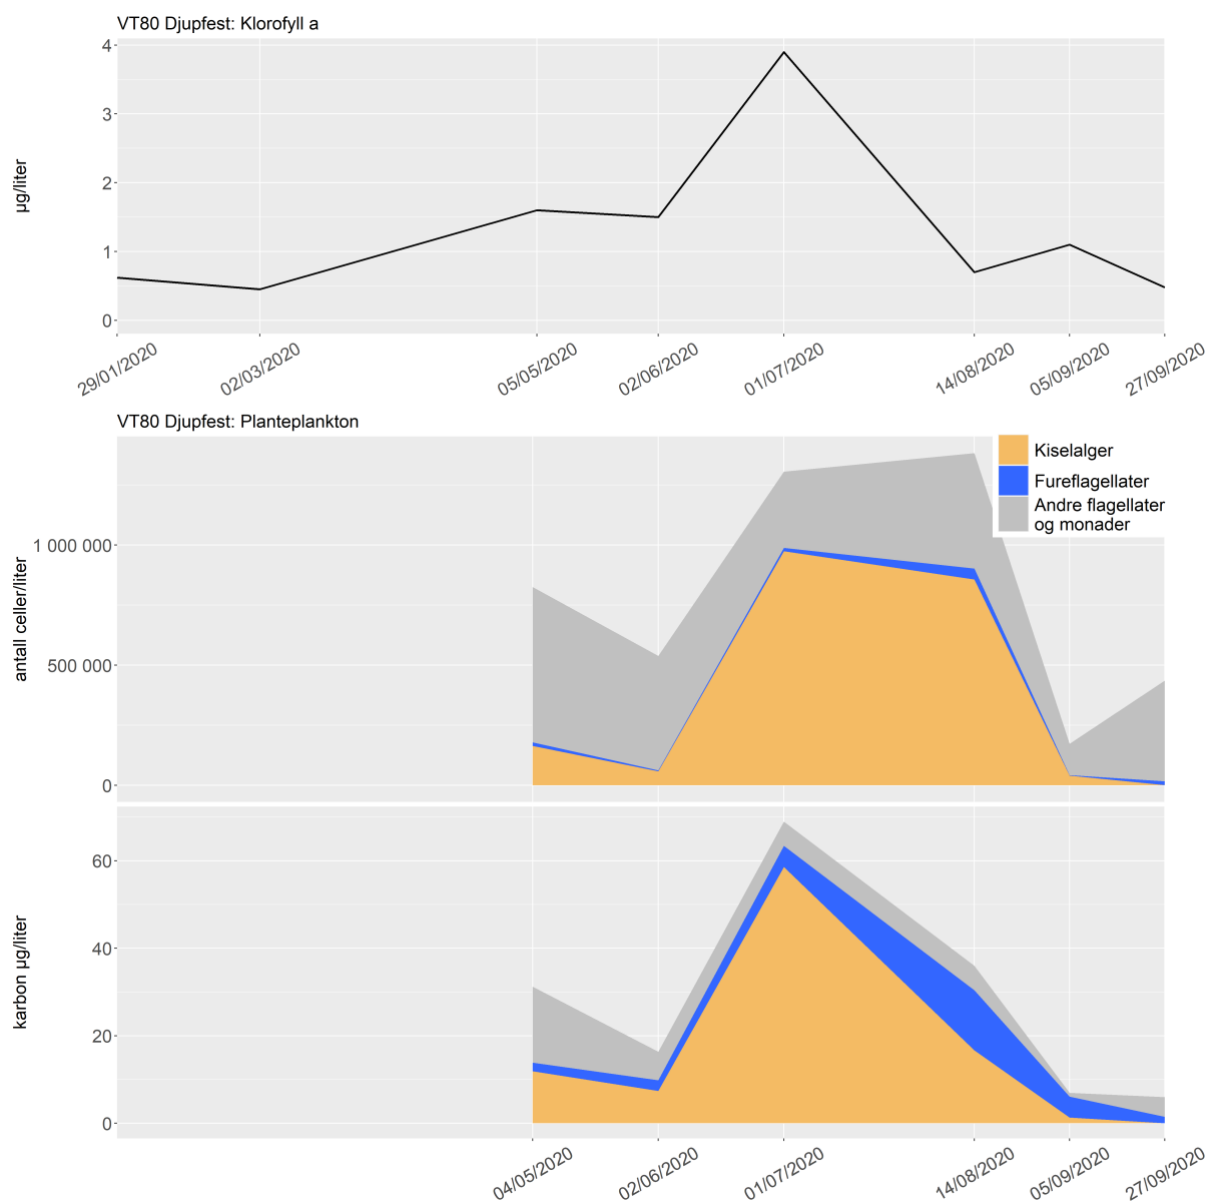 VT80 Djupfest: Klorofyll a
µg/liter
4
3
2
1
0
29/01/2020
02/03/2020
05/05/2020
02/06/2020
01/07/2020
14/08/2020
05/09/2020
27/09/2020
VT80 Djupfest: Planteplankton
Kiselalger
Fureflagellater
Andre flagellater
og monader
antall celler/liter
1 000 000
500 000
0
karbon µg/liter
60
40
20
0
04/05/2020
02/06/2020
01/07/2020
14/08/2020
05/09/2020
27/09/2020